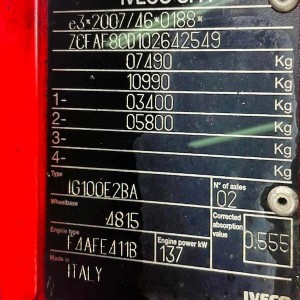 IVECO S.P.A
e3*2007/46*0188*
ZCFAF8CD102642549
07490 Kg
10990 Kg
1- 03400 Kg
2- 05800 Kg
3- Kg
4- Kg
Type IG100E2BA N° of axles 02
Wheelbase 4815 Corrected absorption value 0.555
Engine type F4AFE411B Engine power kW 137
Made in ITALY
IVECO